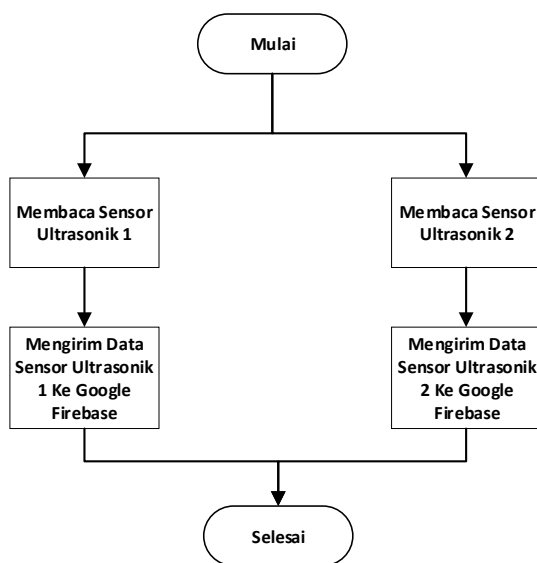 Mulai
Membaca Sensor
Ultrasonik 1
Membaca Sensor
Ultrasonik 2
Mengirim Data
Sensor Ultrasonik
1 Ke Google
Firebase
Mengirim Data
Sensor Ultrasonik
2 Ke Google
Firebase
Selesai